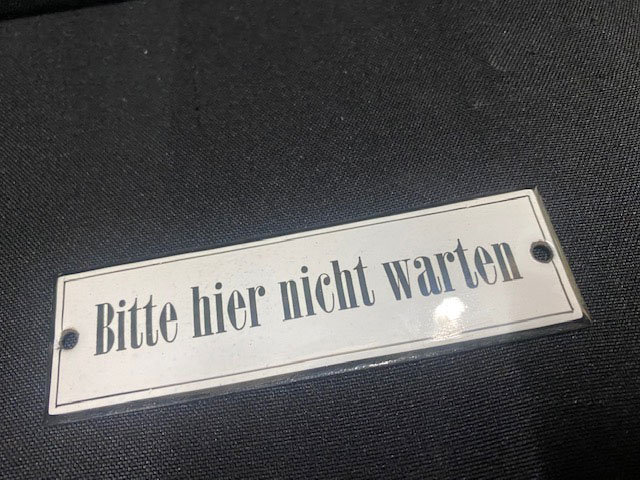 Bitte hier nicht warten